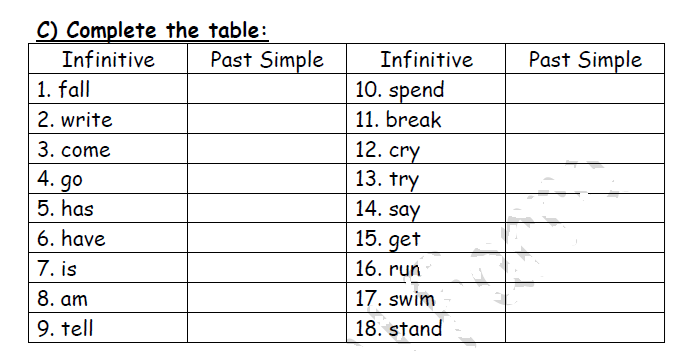 C) Complete the table:
Infinitive Past Simple Infinitive Past Simple
1. fall 10. spend
2. write 11. break
3. come 12. cry
4. go 13. try
5. has 14. say
6. have 15. get
7. is 16. run
8. am 17. swim
9. tell 18. stand